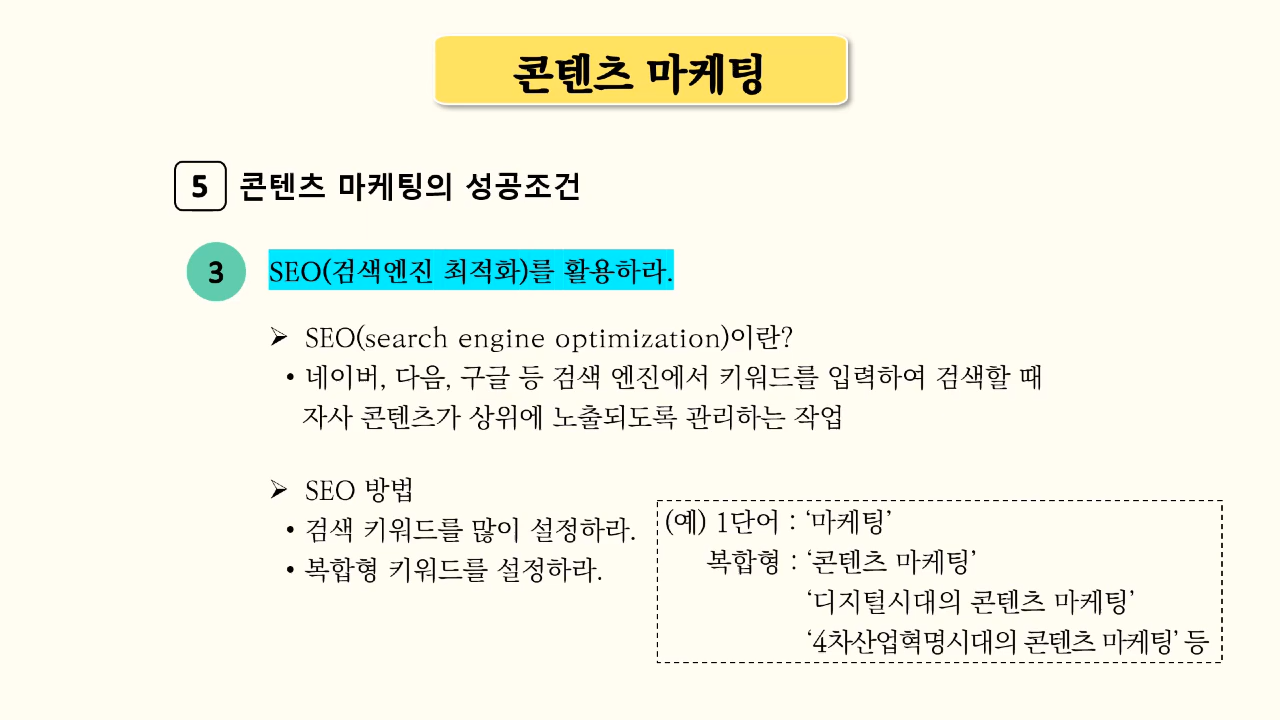 콘텐츠 마케팅
5 콘텐츠 마케팅의 성공조건
3 SEO(검색엔진 최적화)를 활용하라.
➢ SEO(search engine optimization)이란?
• 네이버, 다음, 구글 등 검색 엔진에서 키워드를 입력하여 검색할 때
자사 콘텐츠가 상위에 노출되도록 관리하는 작업
➢ SEO 방법
• 검색 키워드를 많이 설정하라.
• 복합형 키워드를 설정하라.
(예) 1단어 : ‘마케팅’
복합형 : ‘콘텐츠 마케팅’
‘디지털시대의 콘텐츠 마케팅’
‘4차산업혁명시대의 콘텐츠 마케팅’ 등